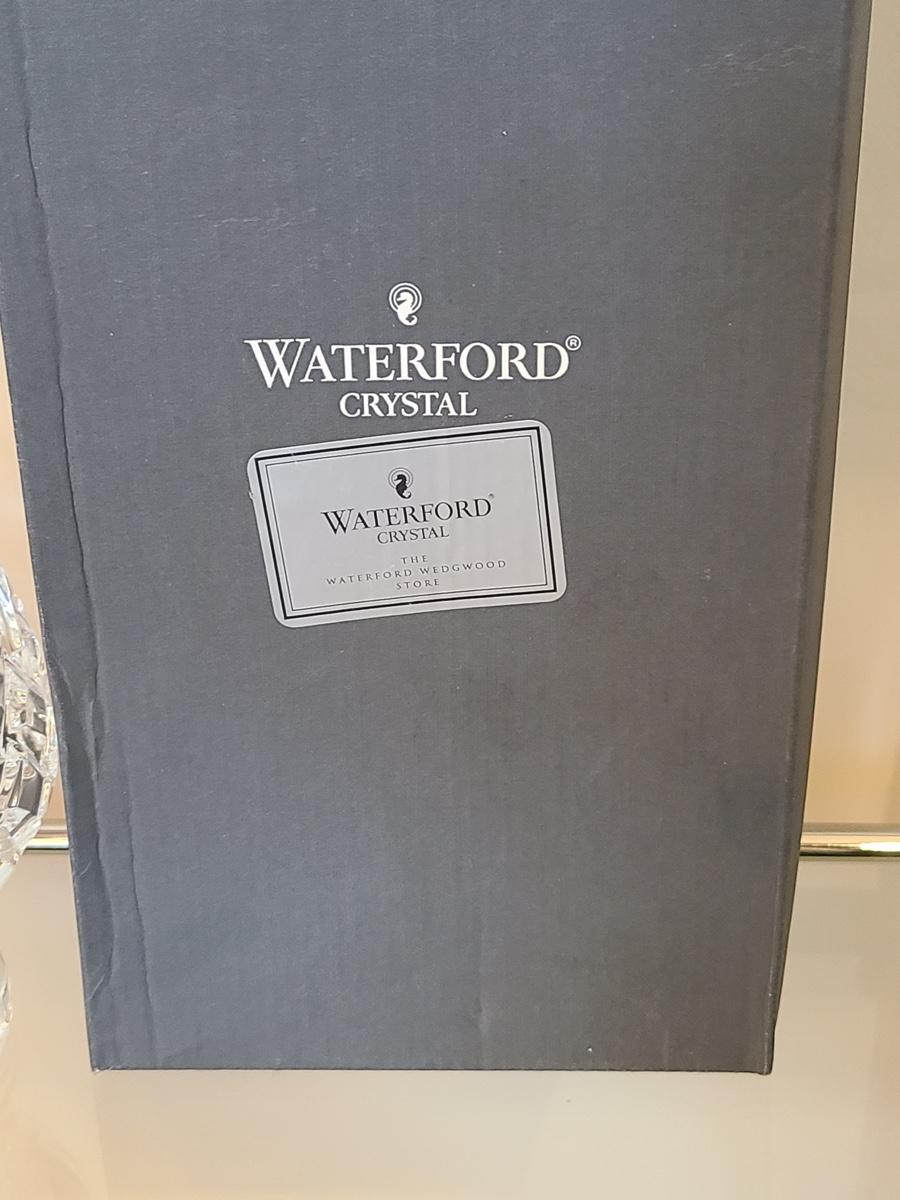 WATERFORD®
CRYSTAL
WATERFORD®
CRYSTAL
THE
WATERFORD WEDGWOOD
STORE